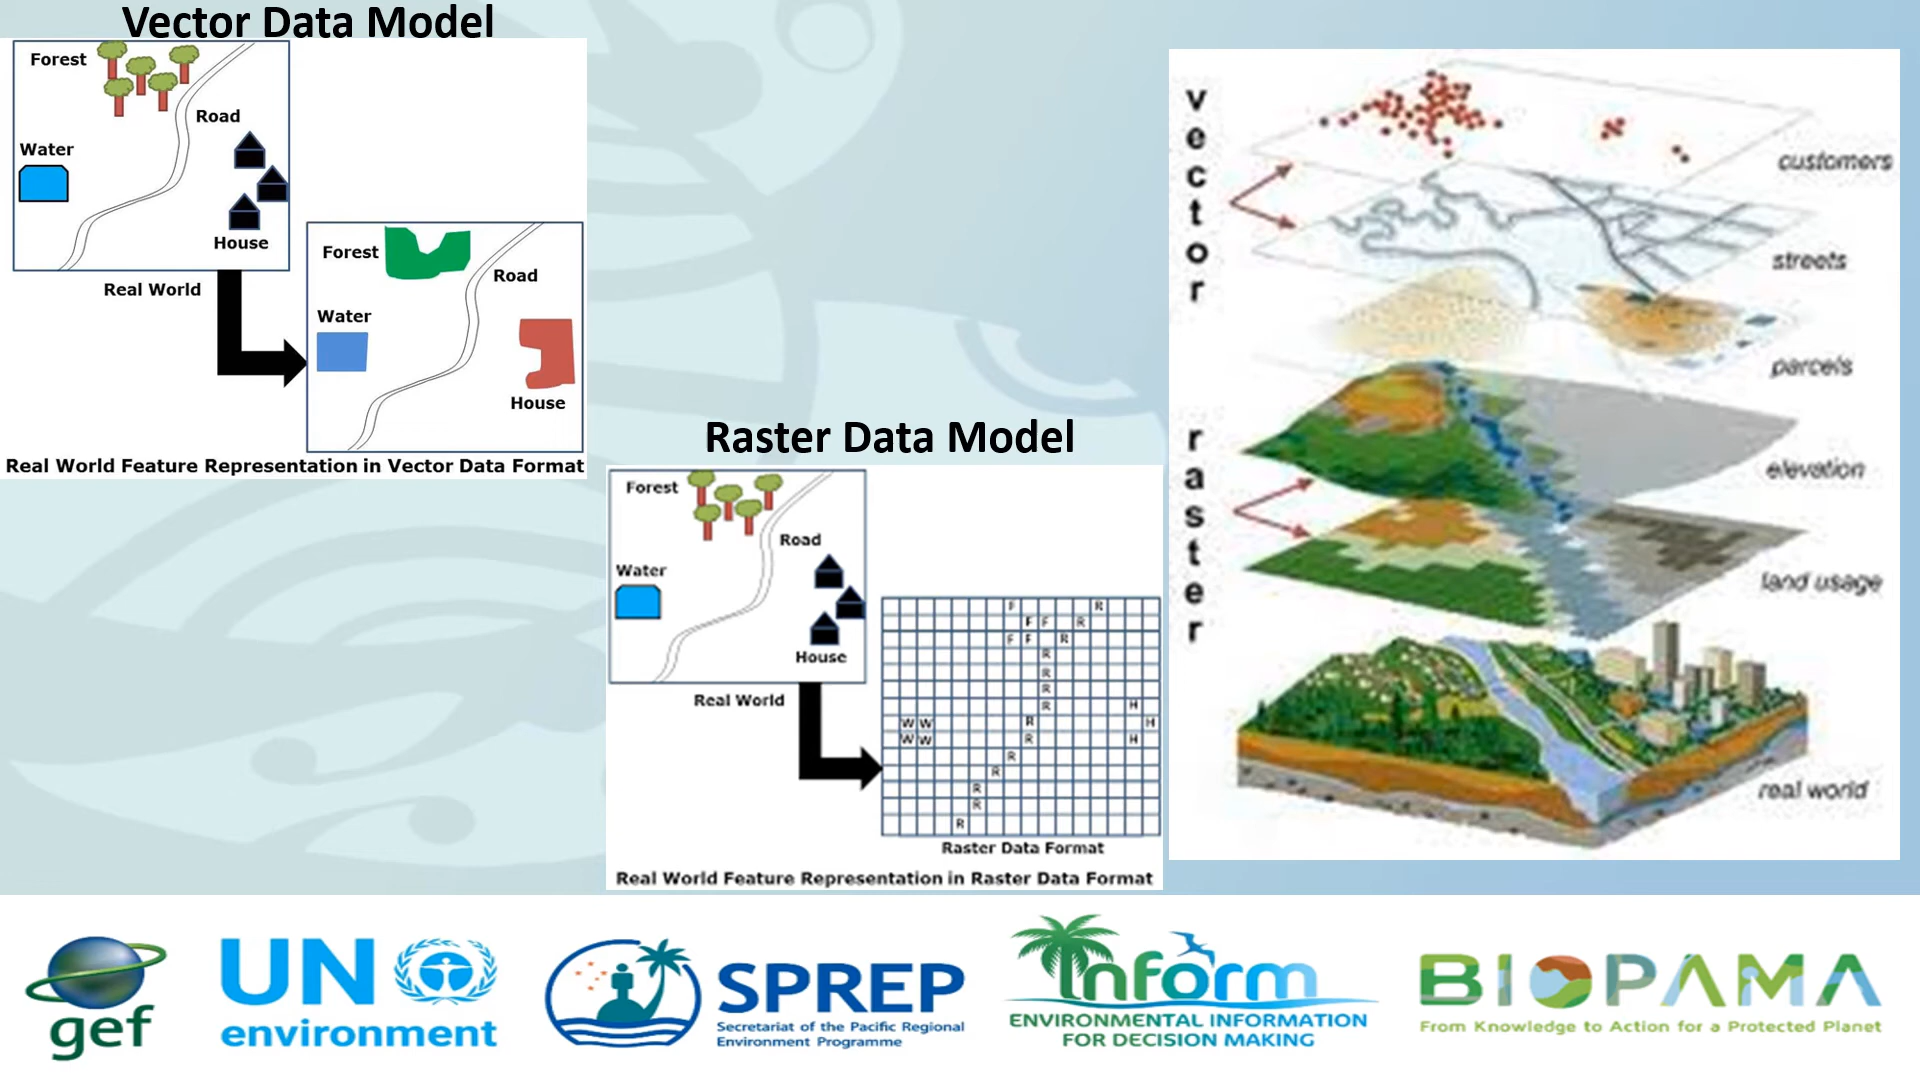 Vector Data Model
Forest
Road
Water
House
Real World
Forest
Road
Water
House
Real World Feature Representation in Vector Data Format
Raster Data Model
Forest
Road
Water
House
Real World
F R
F F R
F F R
R
R
R
R H
W W R H
W W R H
R
R
R
R
R
Raster Data Format
Real World Feature Representation in Raster Data Format
vector
customers
streets
parcels
raster
elevation
land usage
real world
gef
UN
environment
SPREP
Secretariat of the Pacific Regional
Environment Programme
Inform
ENVIRONMENTAL INFORMATION
FOR DECISION MAKING
BIOPAMA
From Knowledge to Action for a Protected Planet